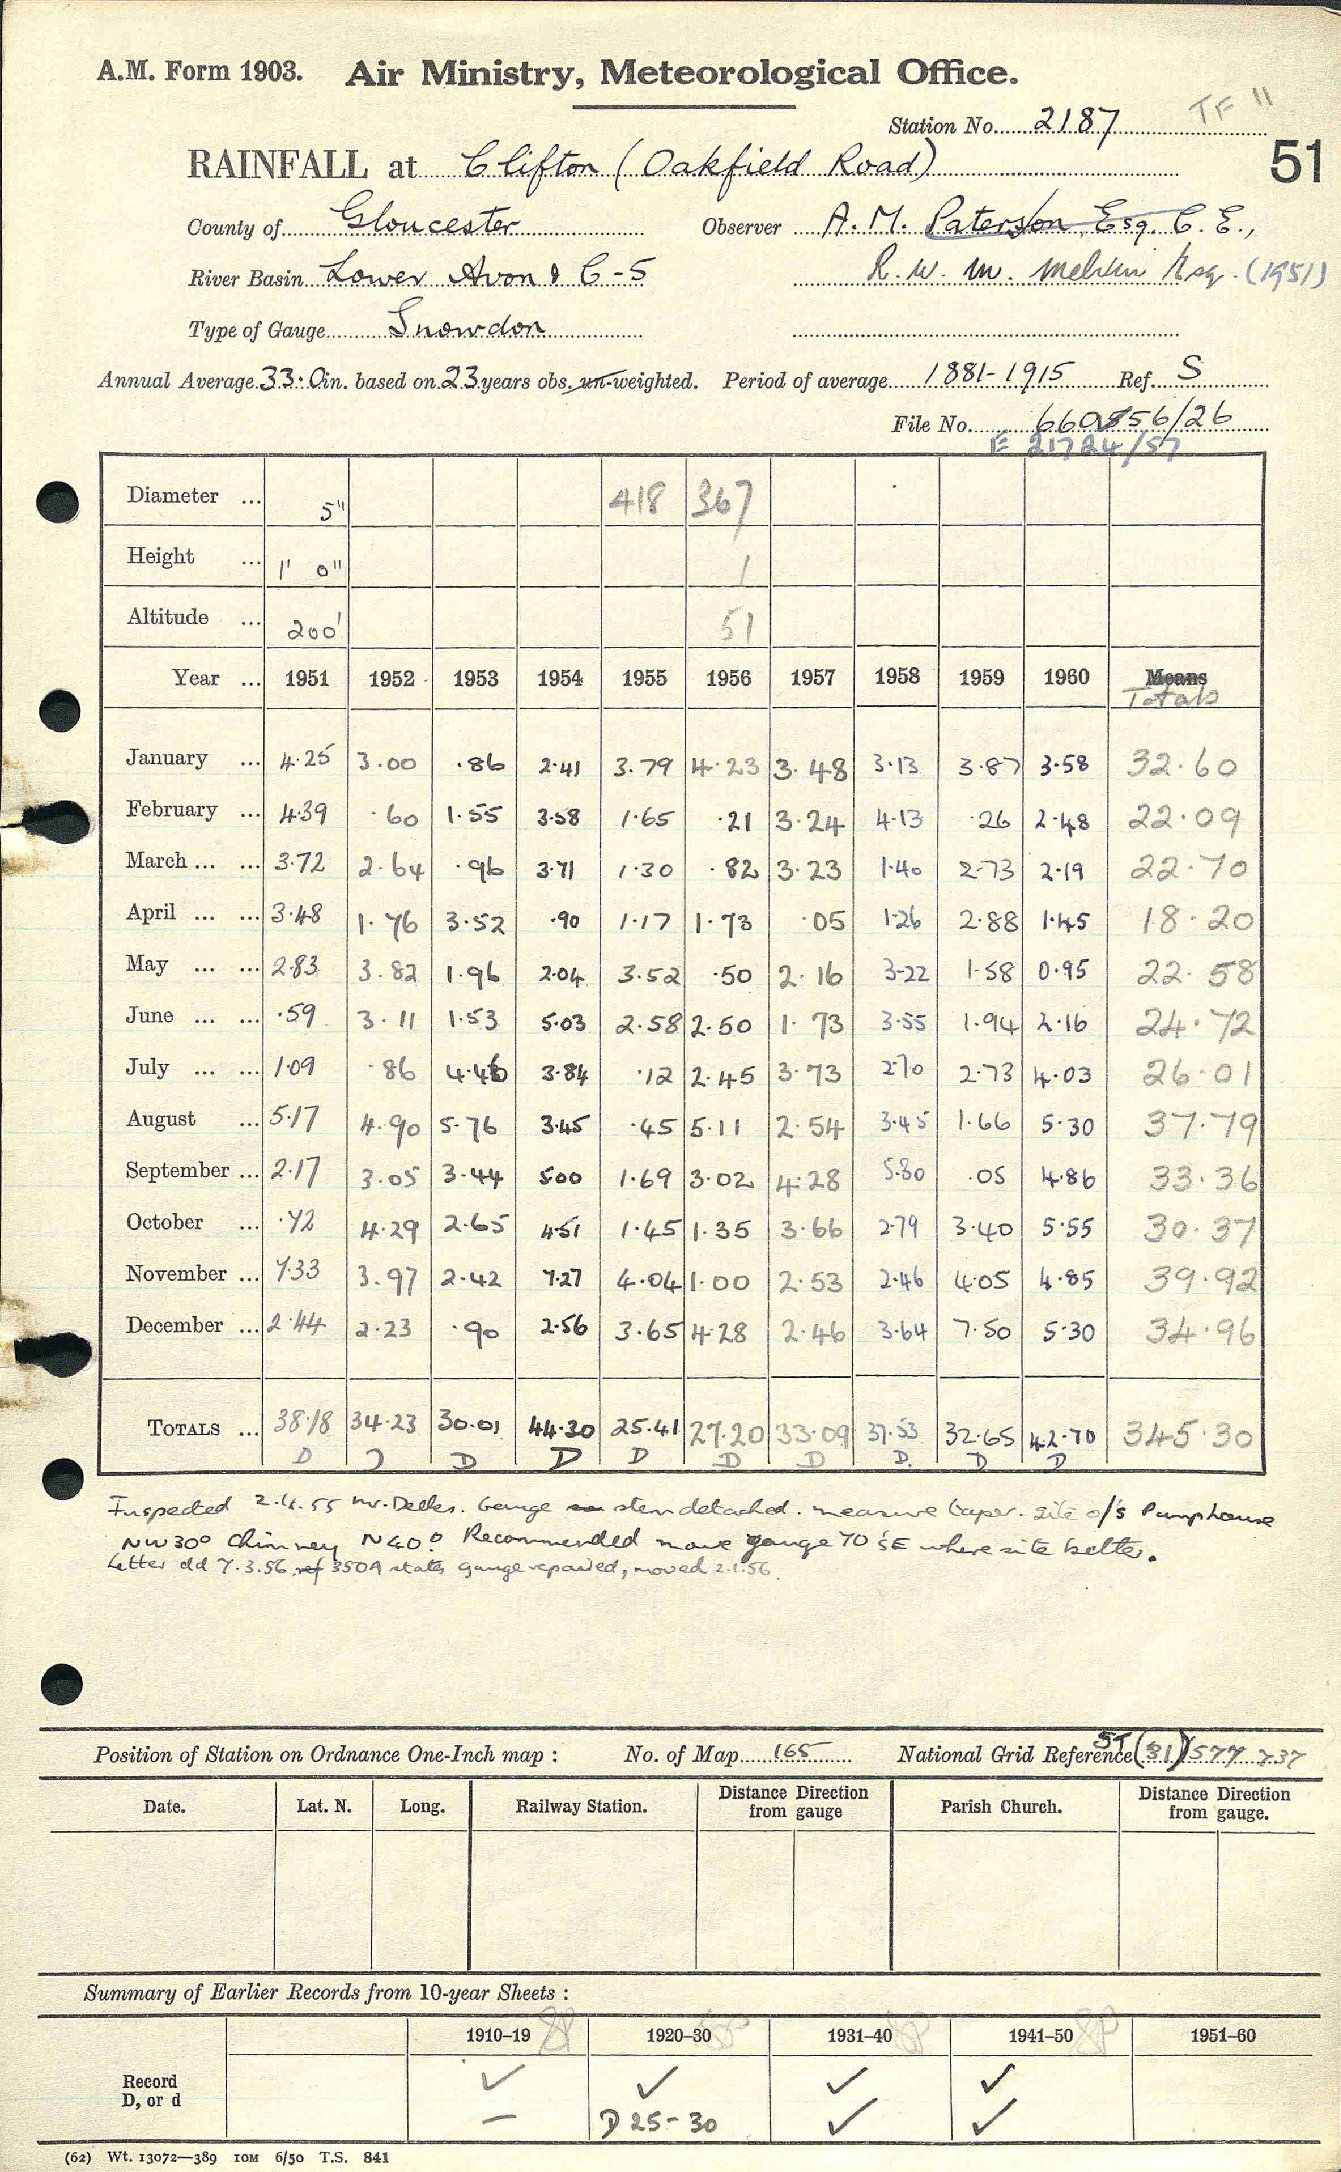 A.M. Form 1903. Air Ministry, Meteorological Office.
Station No. 2187 TF "
RAINFALL at Clifton (Oakfield Road) 51
County of Gloucester Observer A. M. Paterson, Esq. C. E.,
River Basin Lower Avon & C-S R. W. M. Melvin Esq. (1951)
Type of Gauge Snowdon
Annual Average 33.0 in. based on 23 years obs. un-weighted. Period of average 1881-1915 Ref. S
File No. 56/26
E 21724/57
Diameter ... 5" 418 367
Height ... 1' 0" 1
Altitude ... 200' 51
Year ... 1951 1952 1953 1954 1955 1956 1957 1958 1959 1960 Means
Totals
January ... 4.25 3.00 .86 2.41 3.79 4.23 3.48 3.13 3.87 3.58 32.60
February ... 4.39 .60 1.55 3.58 1.65 .21 3.24 4.13 .26 2.48 22.09
March ... ... 3.72 2.64 .96 3.71 1.30 .82 3.23 1.40 2.73 2.19 22.70
April ... ... 3.48 1.76 3.52 .90 1.17 1.73 .05 1.26 2.88 1.45 18.20
May ... ... 2.83 3.82 1.96 2.04 3.52 .50 2.16 3.22 1.58 0.95 22.58
June ... ... .59 3.11 1.53 5.03 2.58 2.50 1.73 3.55 1.94 2.16 24.72
July ... ... 1.09 .86 4.46 3.84 .12 2.45 3.73 2.70 2.73 4.03 26.01
August ... 5.17 4.90 5.76 3.45 .45 5.11 2.54 3.45 1.66 5.30 37.79
September ... 2.17 3.05 3.44 5.00 1.69 3.02 4.28 5.80 .05 4.86 33.36
October ... .72 4.29 2.65 4.51 1.45 1.35 3.66 2.79 3.40 5.55 30.37
November ... 7.33 3.97 2.42 7.27 4.04 1.00 2.53 2.46 4.05 4.85 39.92
December ... 2.44 2.23 .90 2.56 3.65 4.28 2.46 3.64 7.50 5.30 34.96
TOTALS ... 38.18 34.23 30.01 44.30 25.41 27.20 33.09 37.53 32.65 42.70 345.30
D D D D D D D D D D
Inspected 2.4.55 Mr. Gauge stem detached. measure taper. site o/s Pumphouse
NW 30° Chimney N 40°. Recommended move gauge 70' SE where site better.
Letter dd 7.3.56 ref 350A states gauge repaired, moved 2.1.56.
Position of Station on Ordnance One-Inch map : No. of Map 165 National Grid Reference ST (31) 577 737
Date. Lat. N. Long. Railway Station. Distance Direction from gauge Parish Church. Distance Direction from gauge.
Summary of Earlier Records from 10-year Sheets :
1910-19 1920-30 1931-40 1941-50 1951-60
Record ✓ ✓ ✓ ✓
D, or d — D 25-30 ✓ ✓
(62) Wt. 13072—389 10M 6/50 T.S. 841